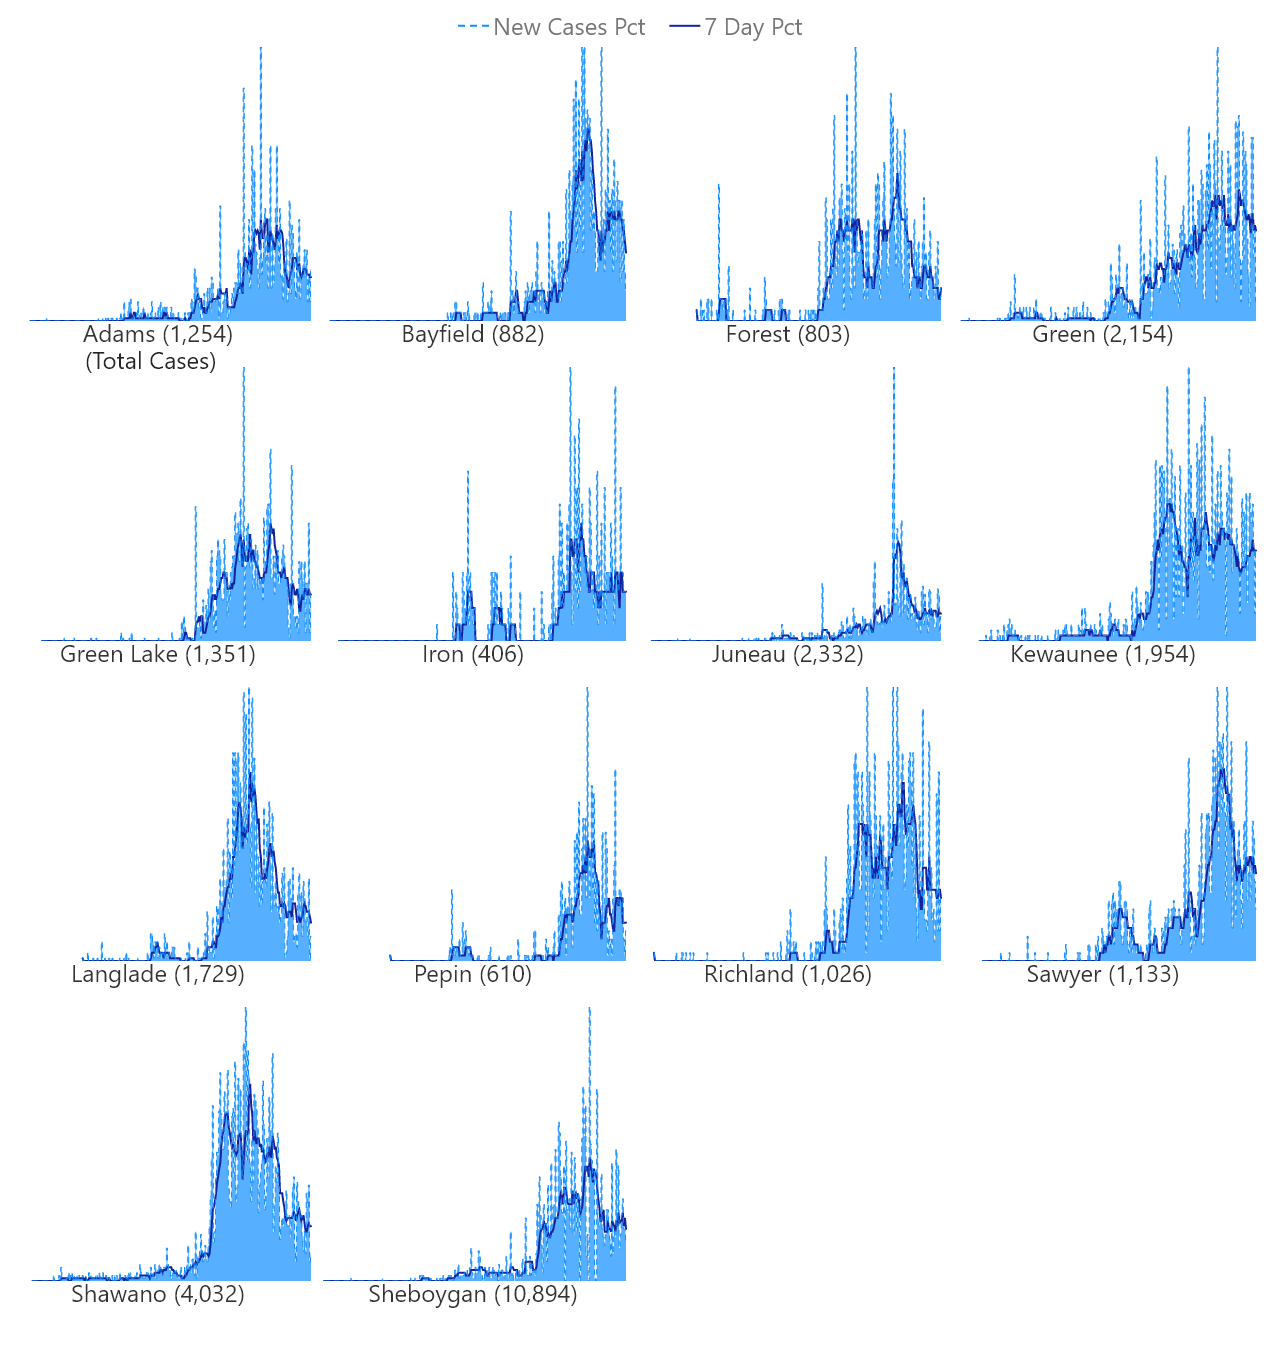 New Cases Pct 7 Day Pct
Adams (1,254) Bayfield (882) Forest (803) Green (2,154)
(Total Cases)
Green Lake (1,351) Iron (406) Juneau (2,332) Kewaunee (1,954)
Langlade (1,729) Pepin (610) Richland (1,026) Sawyer (1,133)
Shawano (4,032) Sheboygan (10,894)